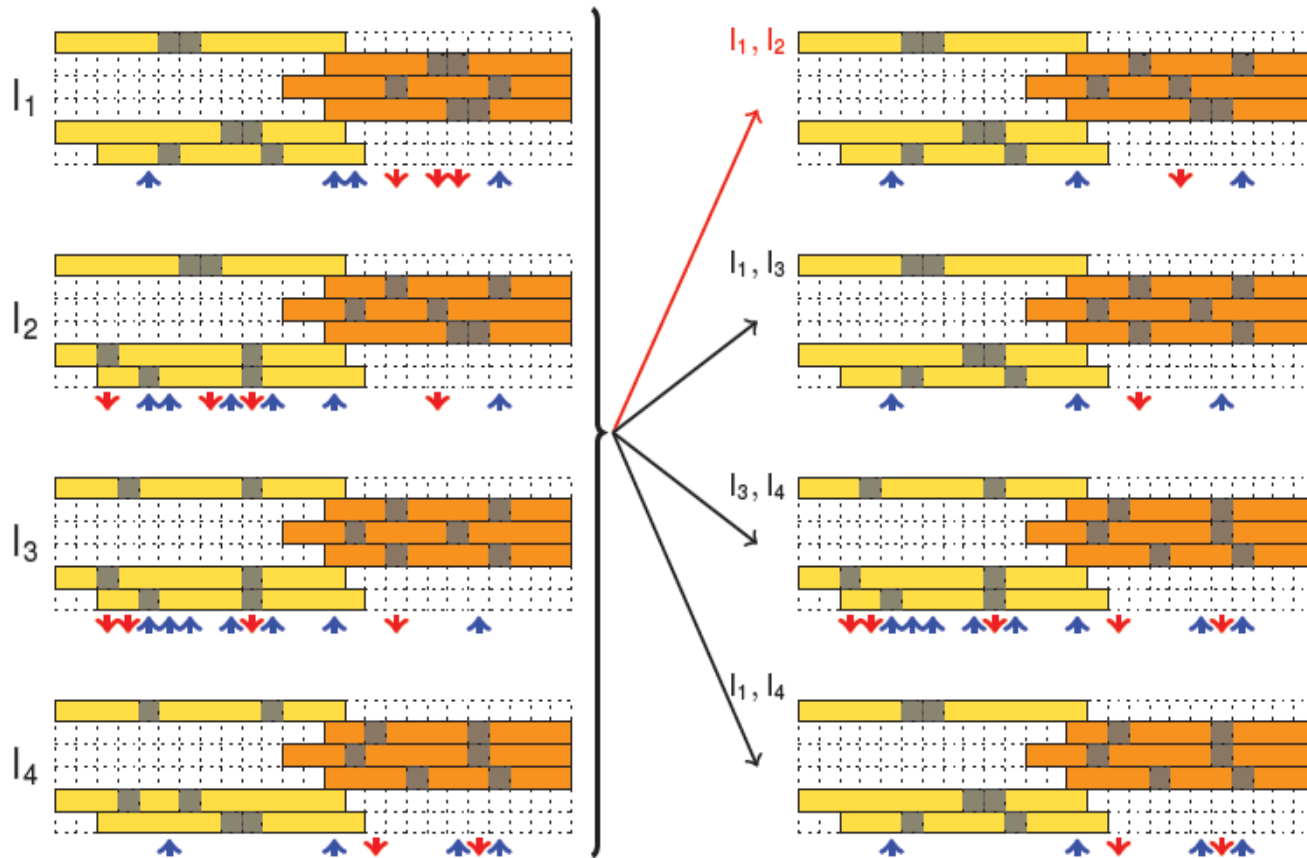 I₁
I₂
I₃
I₄
I₁, I₂
I₁, I₃
I₃, I₄
I₁, I₄